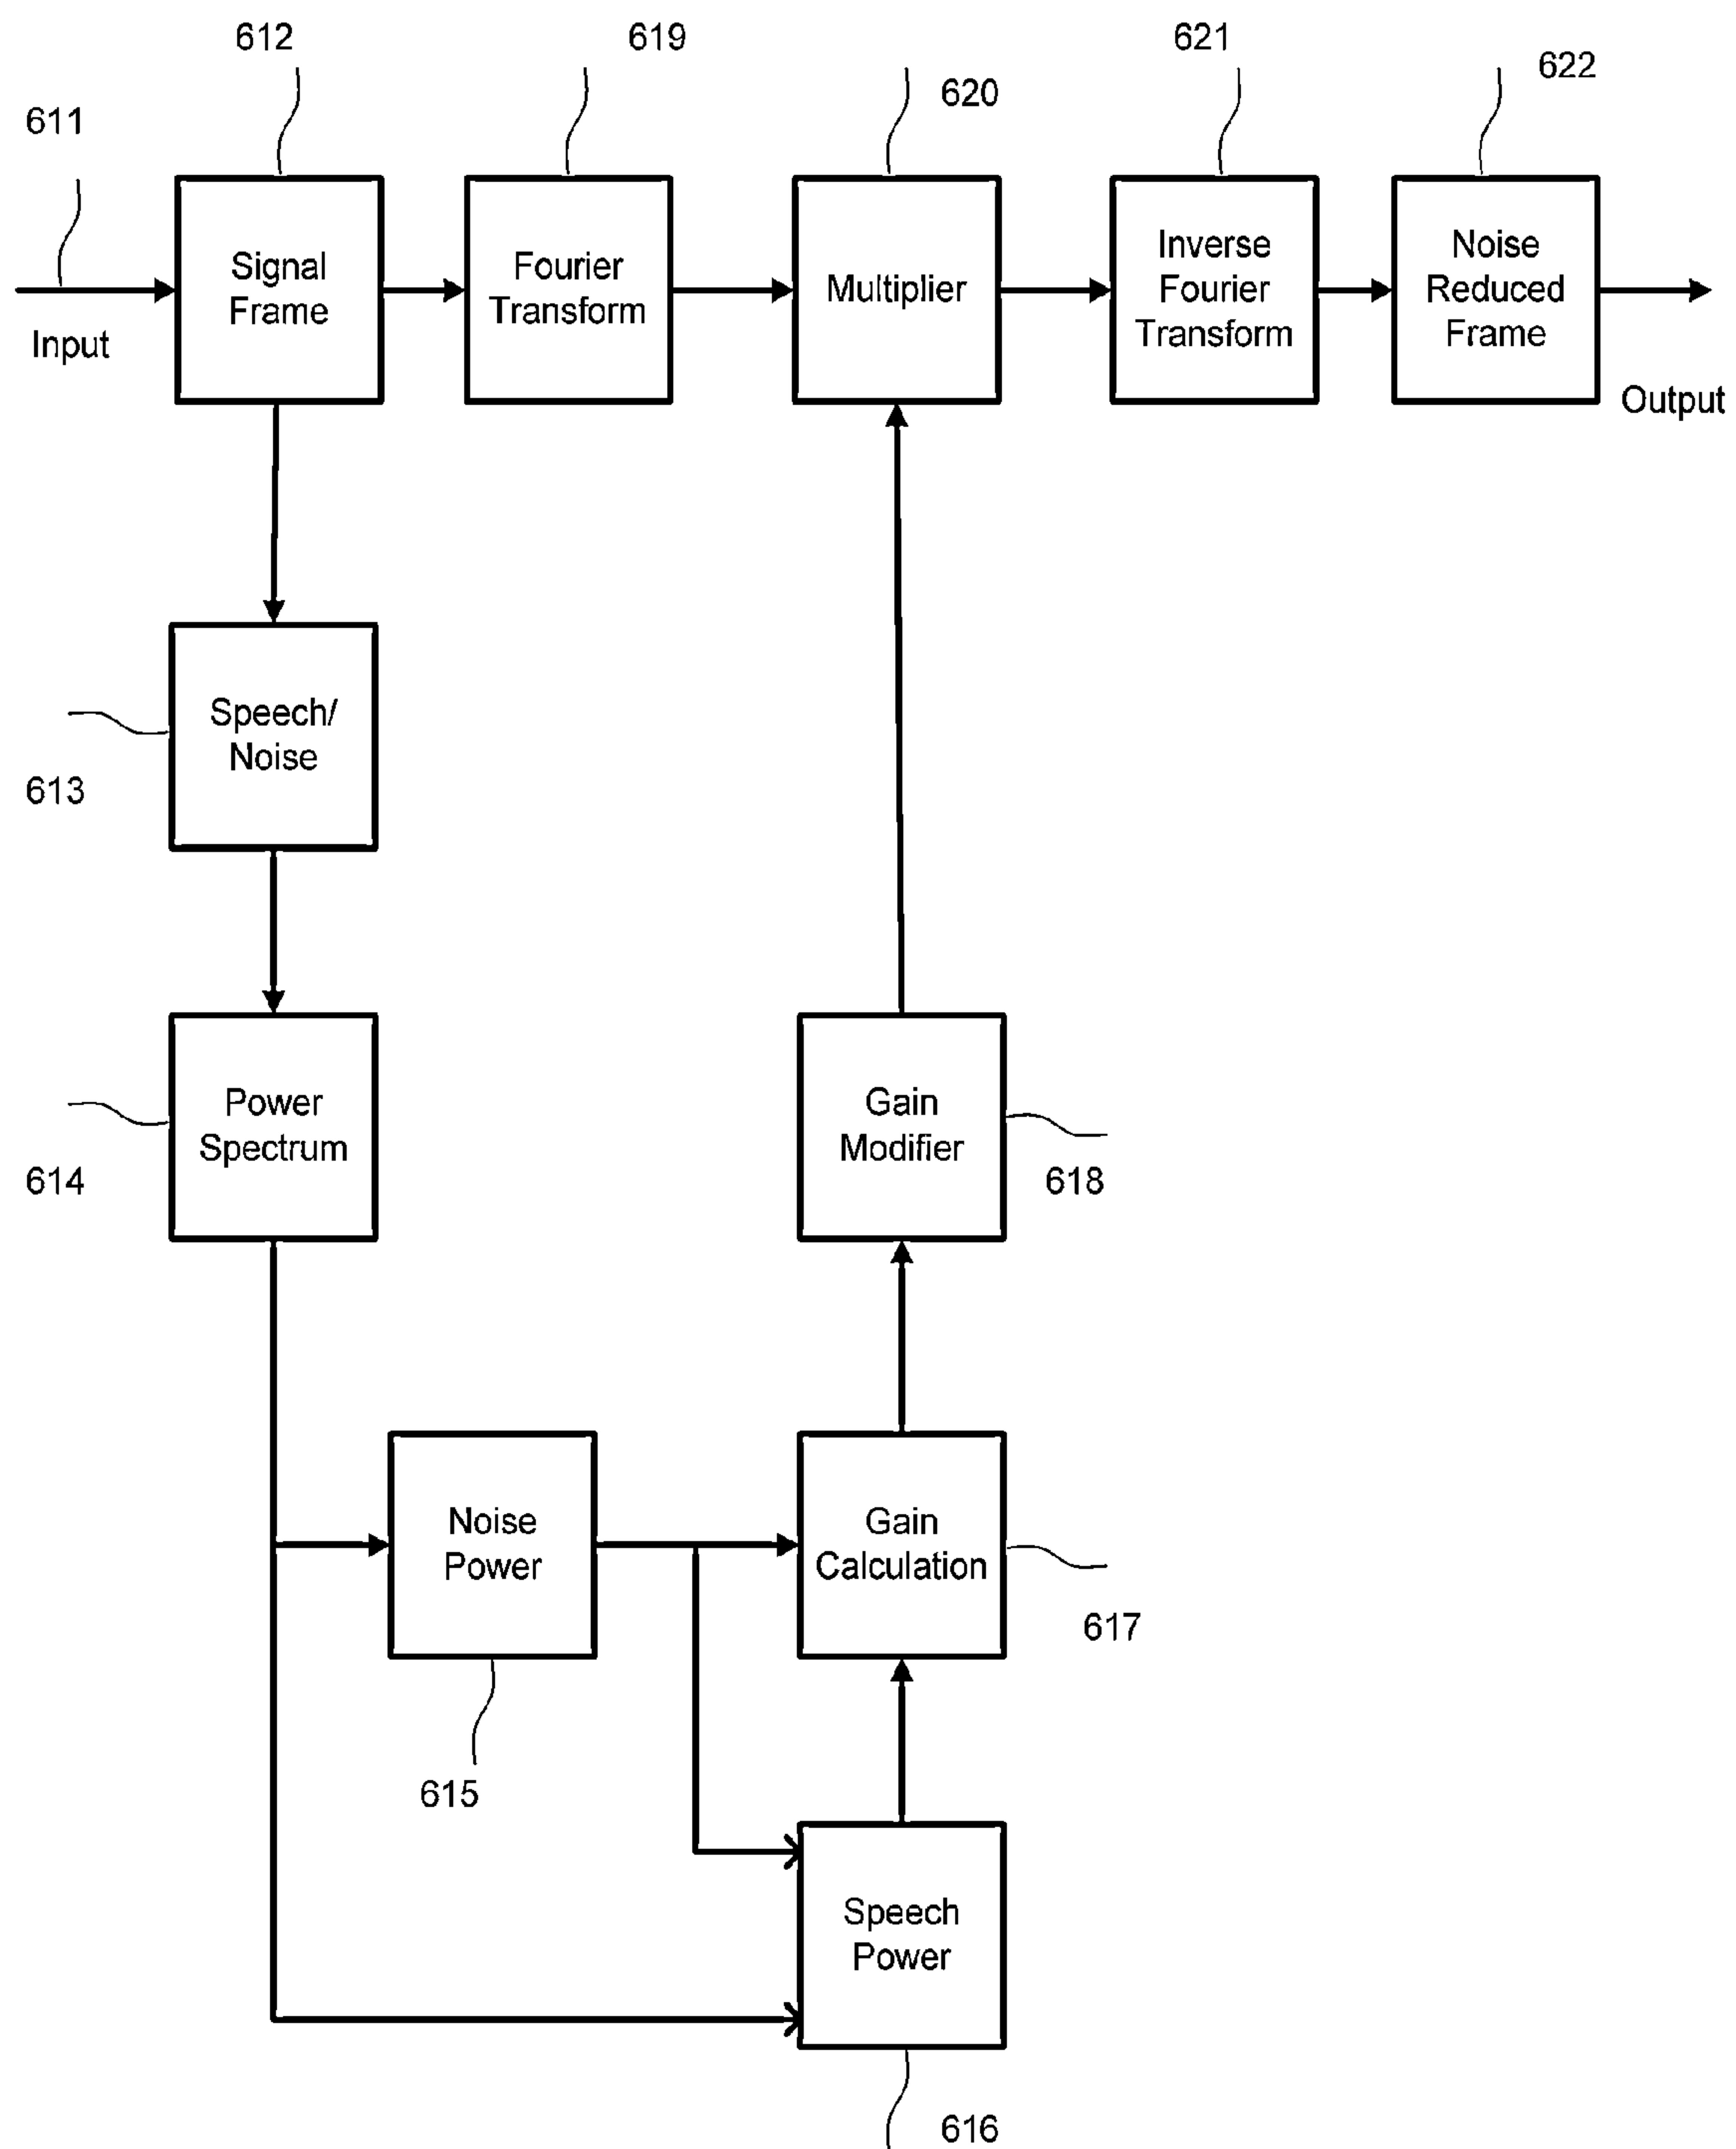 612
619
621
622
620
611
Signal
Frame
Fourier
Transform
Multiplier
Inverse
Fourier
Transform
Noise
Reduced
Frame
Input
Output
Speech/
Noise
613
Power
Spectrum
614
Gain
Modifier
618
Noise
Power
Gain
Calculation
617
615
Speech
Power
616